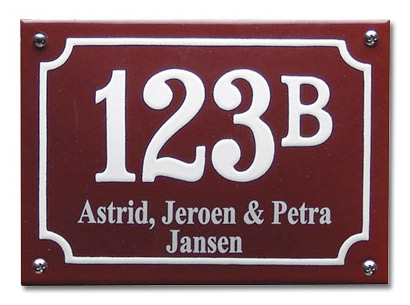 123B
Astrid, Jeroen & Petra
Jansen